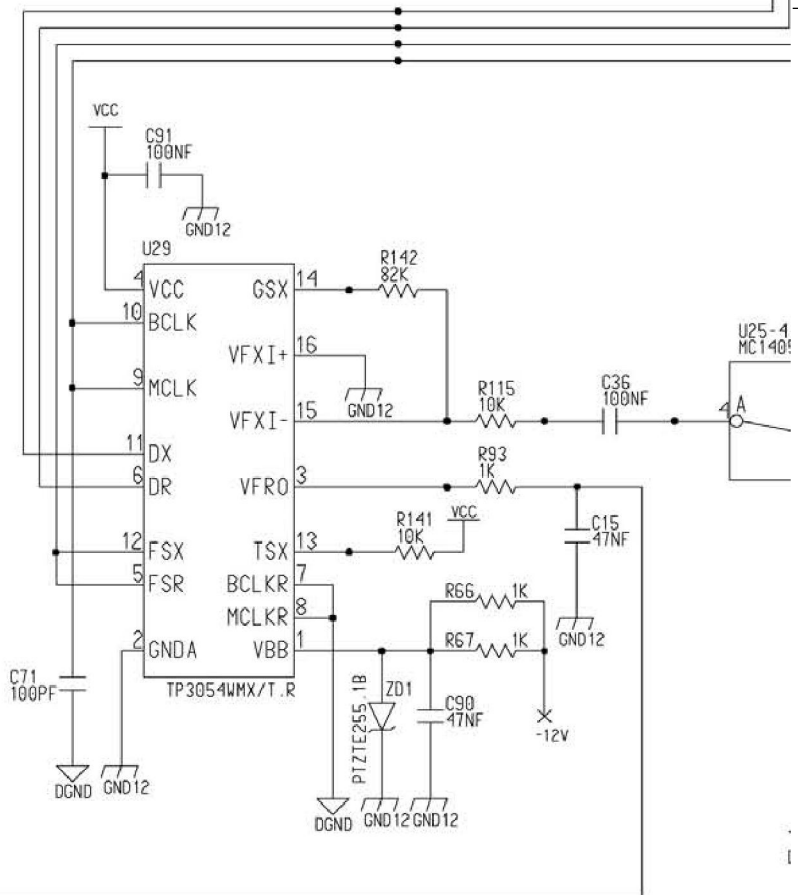 VCC
C91
100NF
GND12
U29
R142
82K
4 VCC GSX 14
10 BCLK
VFXI+ 16
U25-4
9 MCLK
GND12
R115
10K
C36
100NF
4 A
VFXI- 15
11 DX
R93
1K
6 DR VFRO 3
R141
10K
VCC
C15
47NF
12 FSX TSX 13
5 FSR BCLKR 7
R66 1K
MCLKR 8
GND12
2 GNDA VBB 1
R67 1K
C71
100PF
TP3054WMX/T.R
PTZTE255.1B
ZD1
C90
47NF
-12V
DGND
GND12
DGND
GND12
GND12